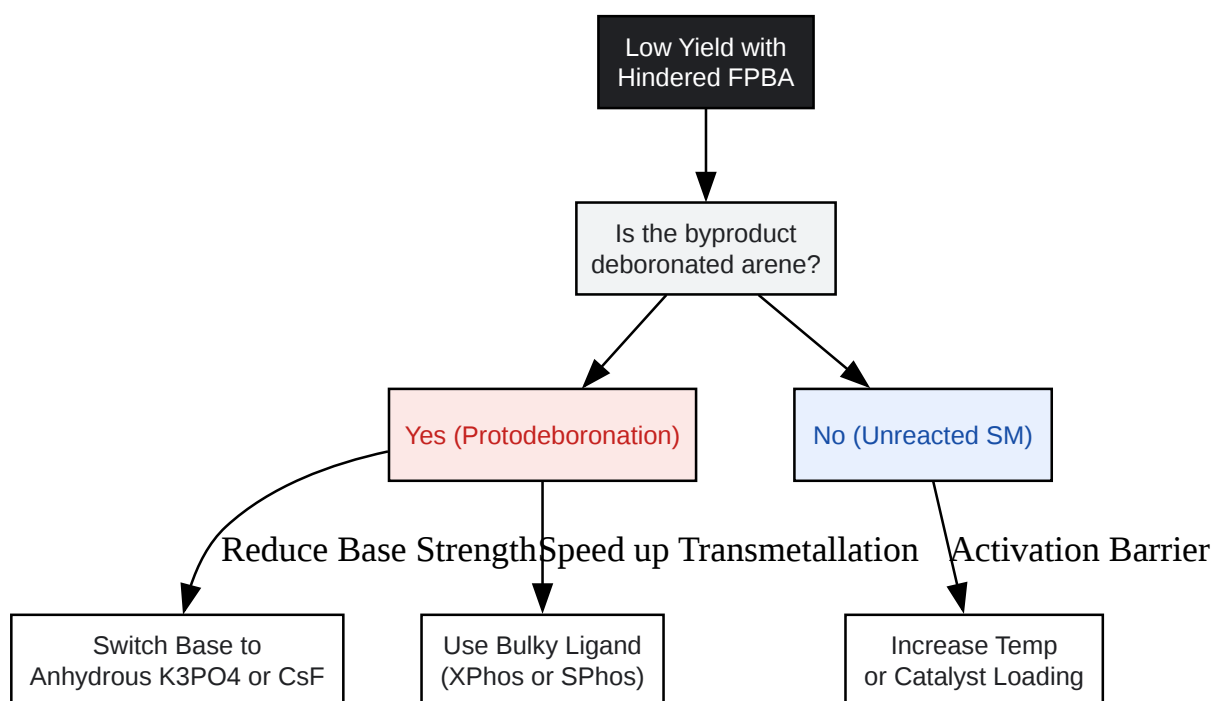 Low Yield with
Hindered FPBA
Is the byproduct
deboronated arene?
Yes (Protodeboronation)
No (Unreacted SM)
Reduce Base Strength
Speed up Transmetallation
Activation Barrier
Switch Base to
Anhydrous K3PO4 or CsF
Use Bulky Ligand
(XPhos or SPhos)
Increase Temp
or Catalyst Loading